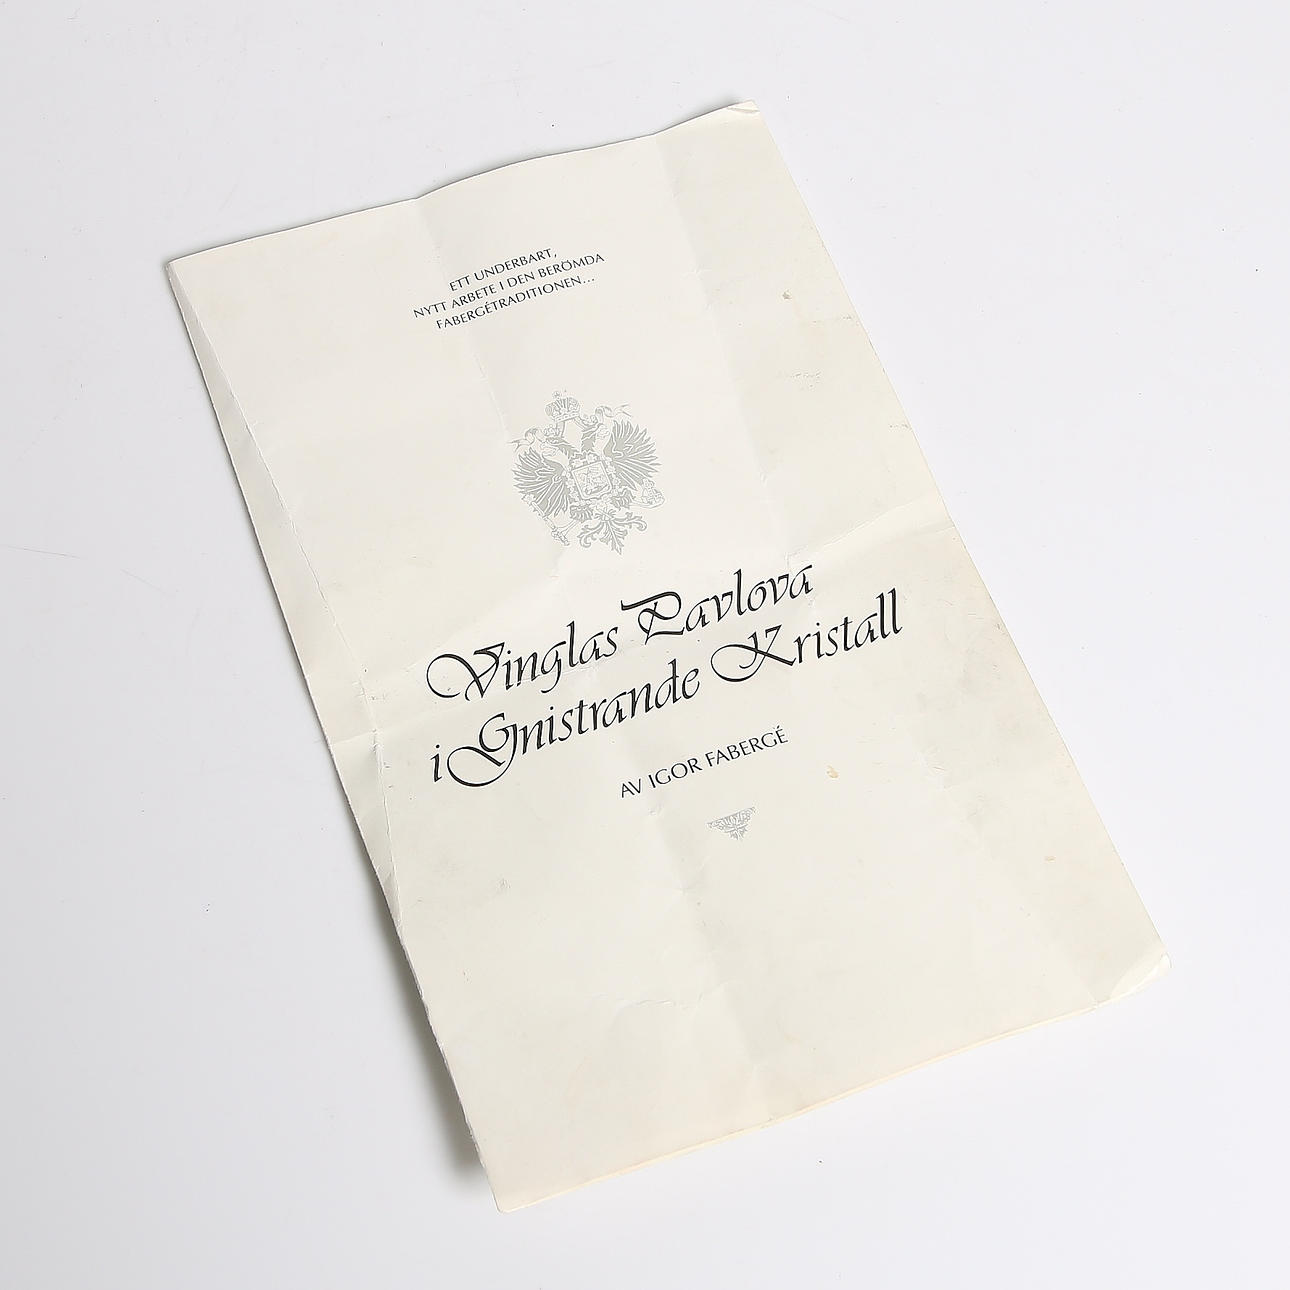 ETT UNDERBART,
NYTT ARBETE I DEN BERÖMDA
FABERGÉTRADITIONEN...
Vinglas Pavlova
i Gnistrande Kristall
AV IGOR FABERGÉ